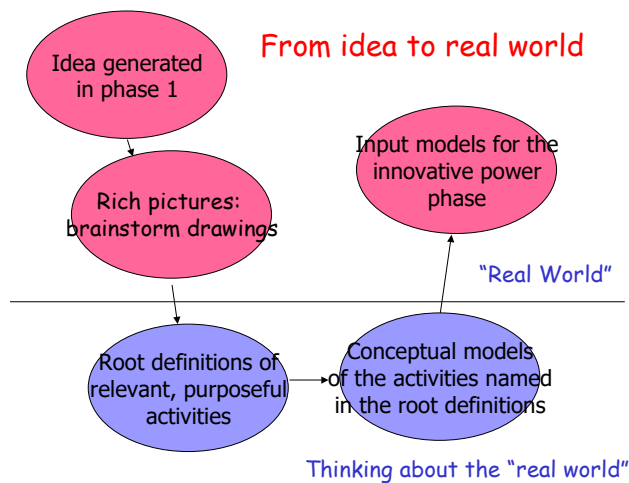 From idea to real world
Idea generated
in phase 1
Rich pictures:
brainstorm drawings
Input models for the
innovative power
phase
“Real World”
Root definitions of
relevant, purposeful
activities
Conceptual models
of the activities named
in the root definitions
Thinking about the “real world”